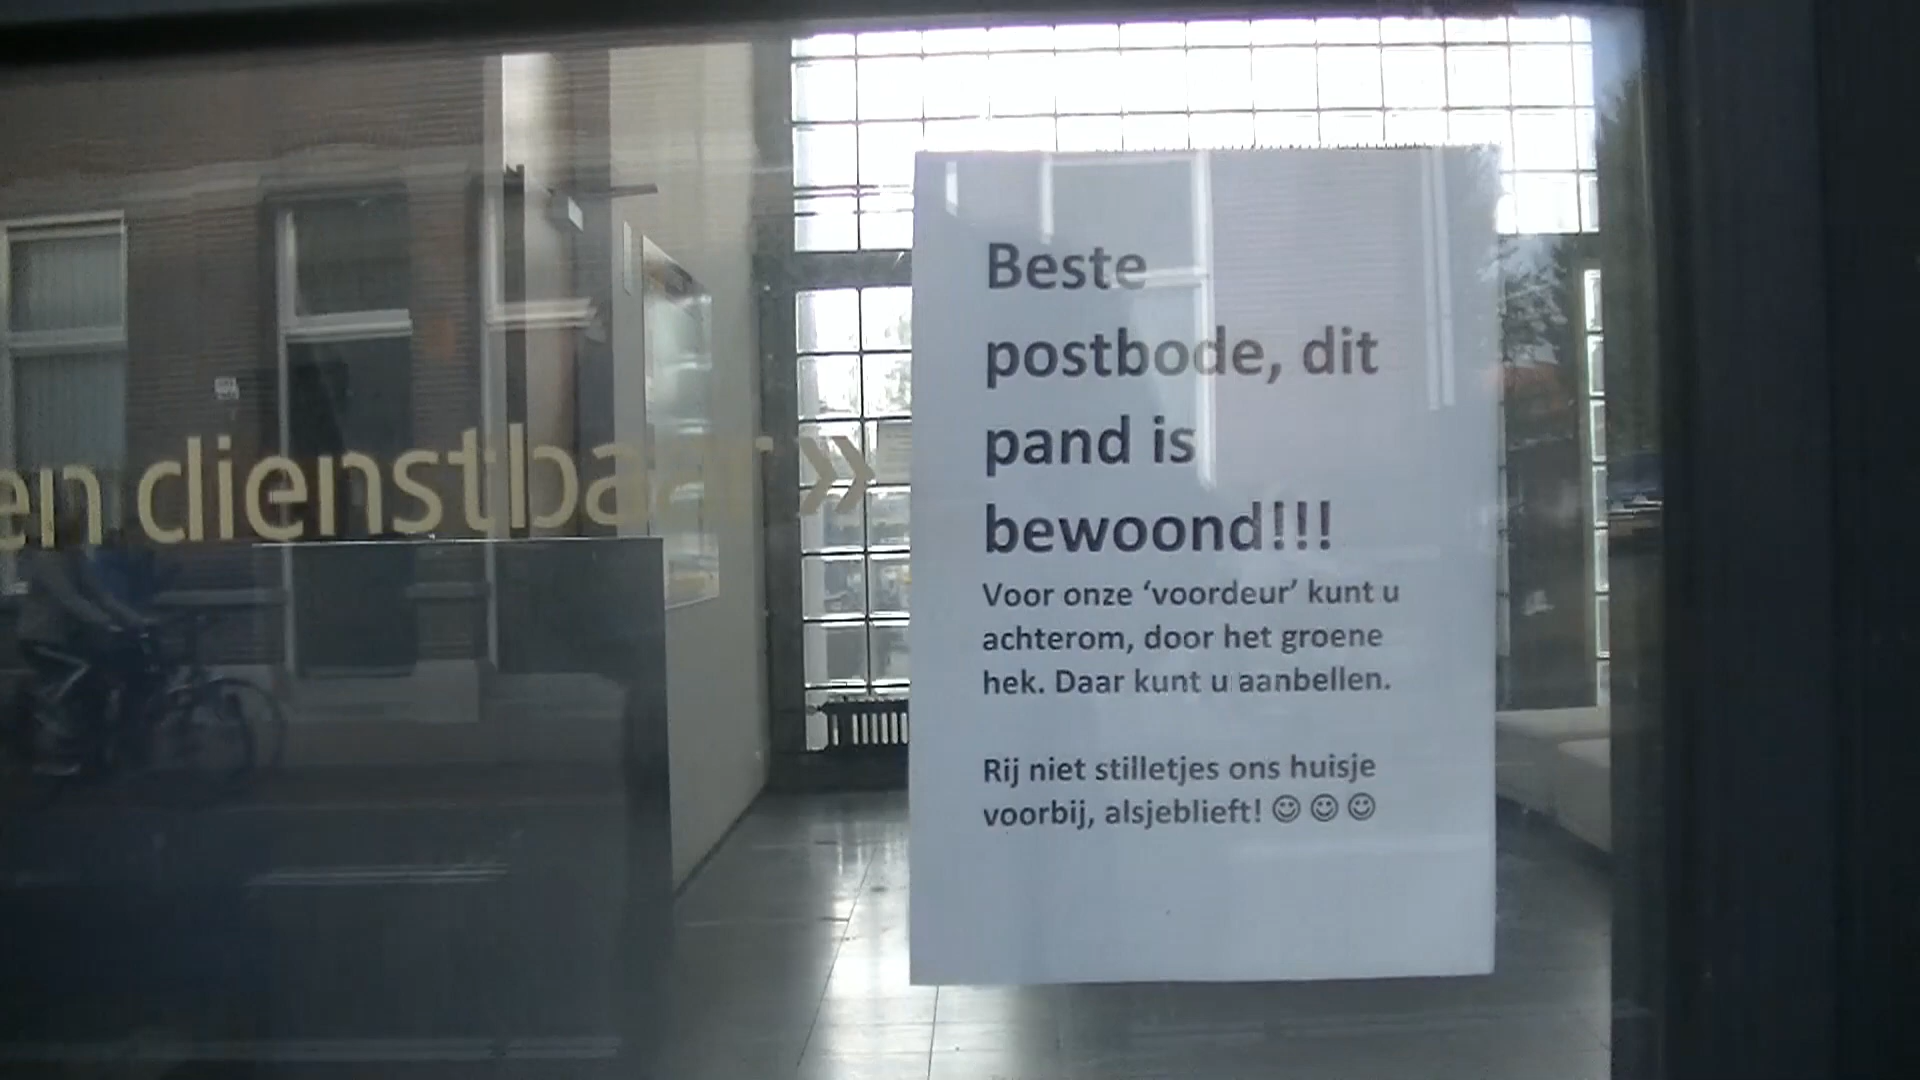 en dienstbaar »
Beste
postbode, dit
pand is
bewoond!!!
Voor onze ‘voordeur’ kunt u
achterom, door het groene
hek. Daar kunt u aanbellen.
Rij niet stilletjes ons huisje
voorbij, alsjeblieft! ☺ ☺ ☺